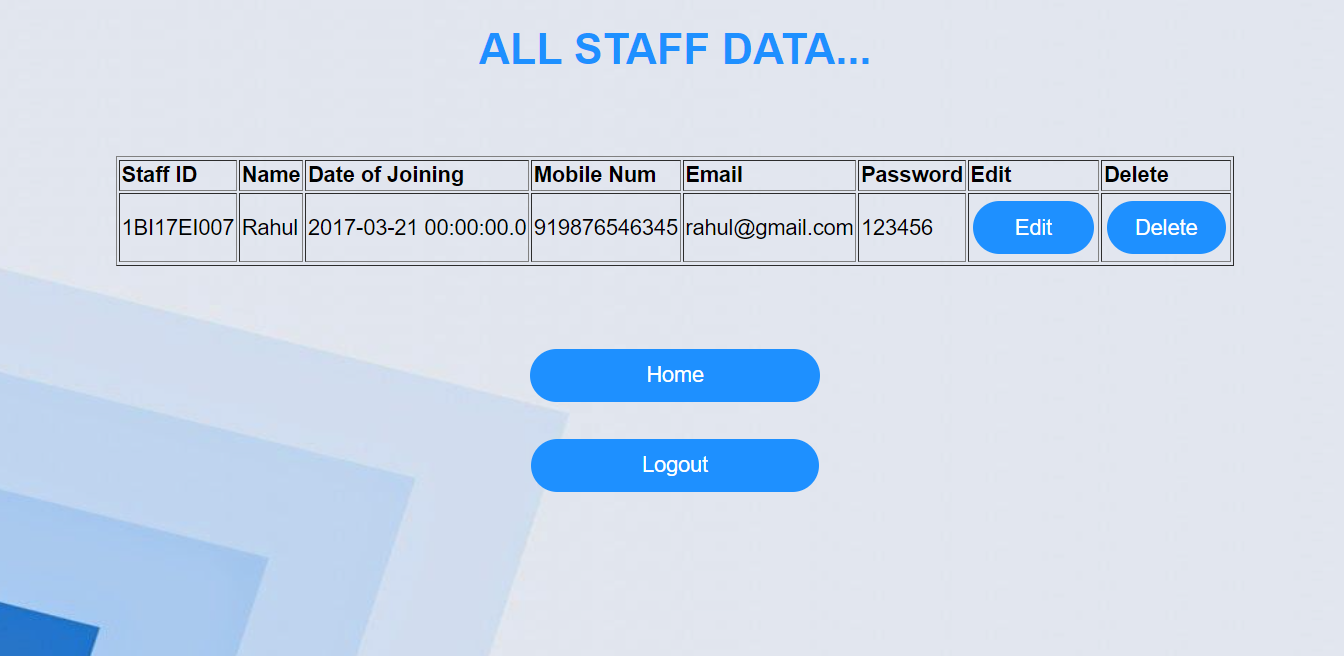 ALL STAFF DATA...
Staff ID Name Date of Joining Mobile Num Email Password Edit Delete
1BI17EI007 Rahul 2017-03-21 00:00:00.0 919876546345 rahul@gmail.com 123456 Edit Delete
Home
Logout